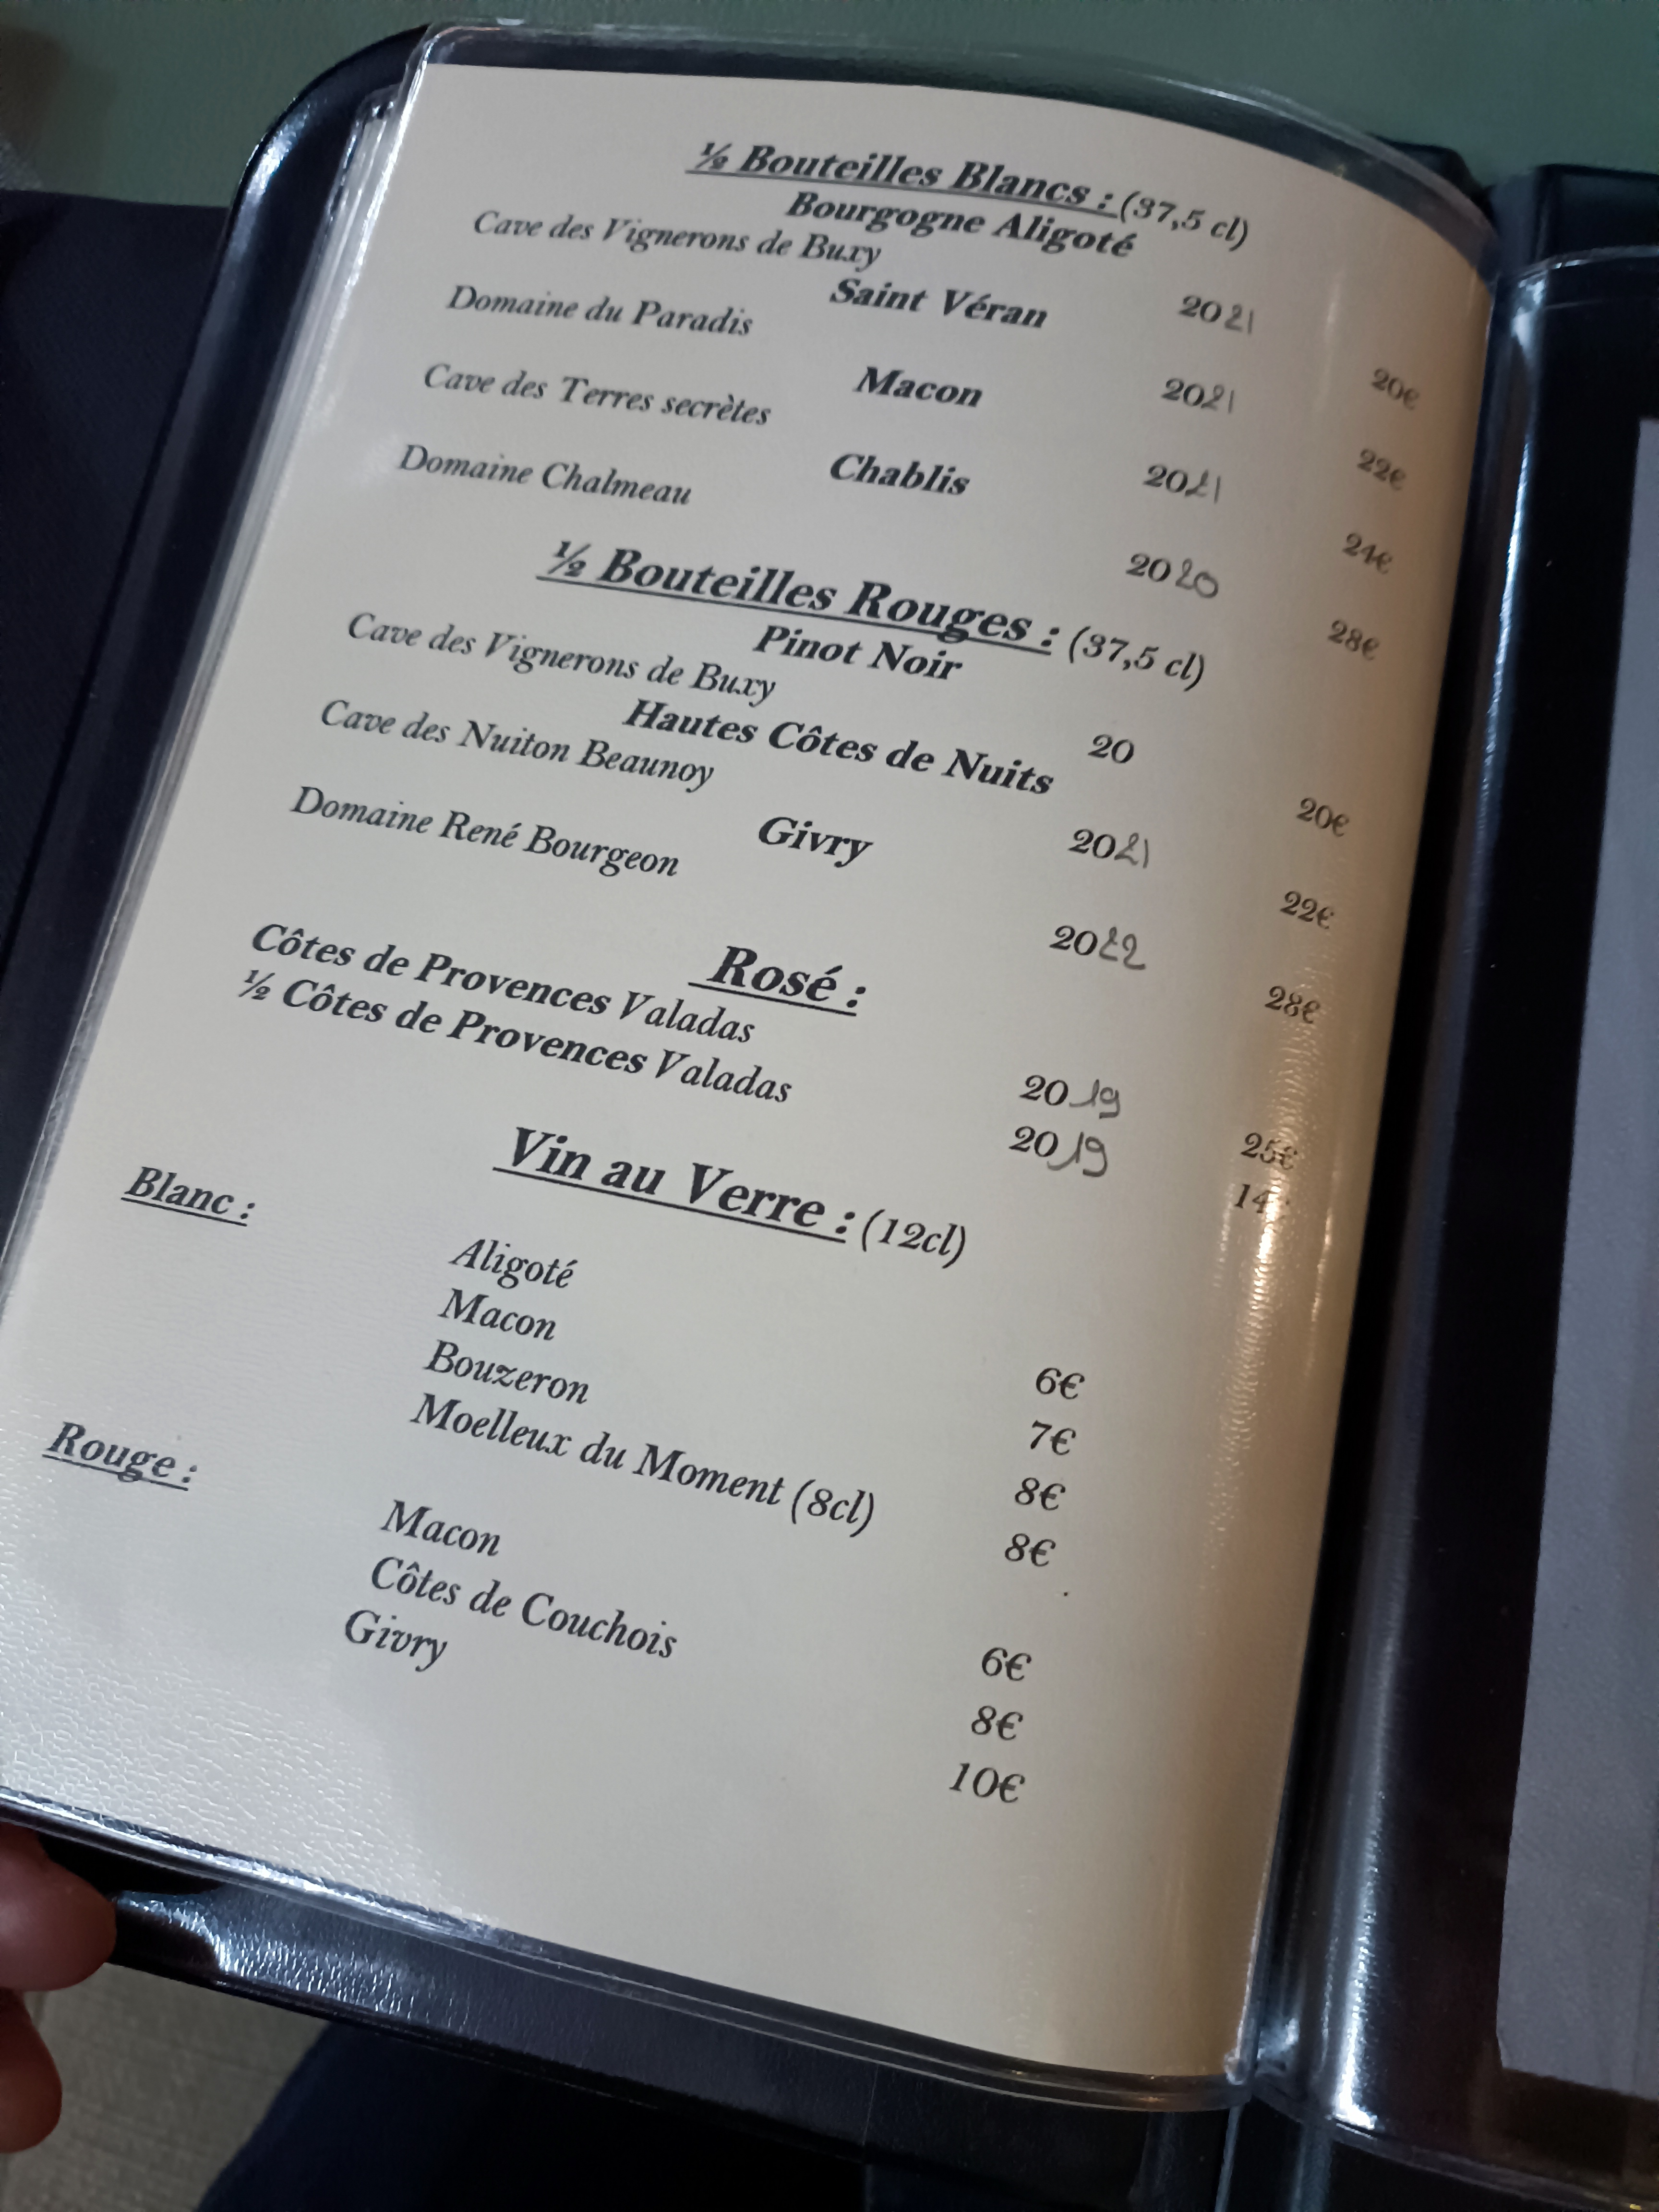 ½ Bouteilles Blancs : (37,5 cl)
Bourgogne Aligoté
Cave des Vignerons de Buxy 2021 20€
Saint Véran
Domaine du Paradis 2021 22€
Macon
Cave des Terres secrètes 2021 24€
Chablis
Domaine Chalmeau 2020 28€
½ Bouteilles Rouges : (37,5 cl)
Pinot Noir
Cave des Vignerons de Buxy 20 20€
Hautes Côtes de Nuits
Cave des Nuiton Beaunoy 2021 22€
Givry
Domaine René Bourgeon 2022 28€
Rosé :
Côtes de Provences Valadas 2019 25€
½ Côtes de Provences Valadas 2019 14€
Vin au Verre : (12cl)
Blanc :
Aligoté 6€
Macon 7€
Bouzeron 8€
Moelleux du Moment (8cl) 8€
Rouge :
Macon 6€
Côtes de Couchois 8€
Givry 10€